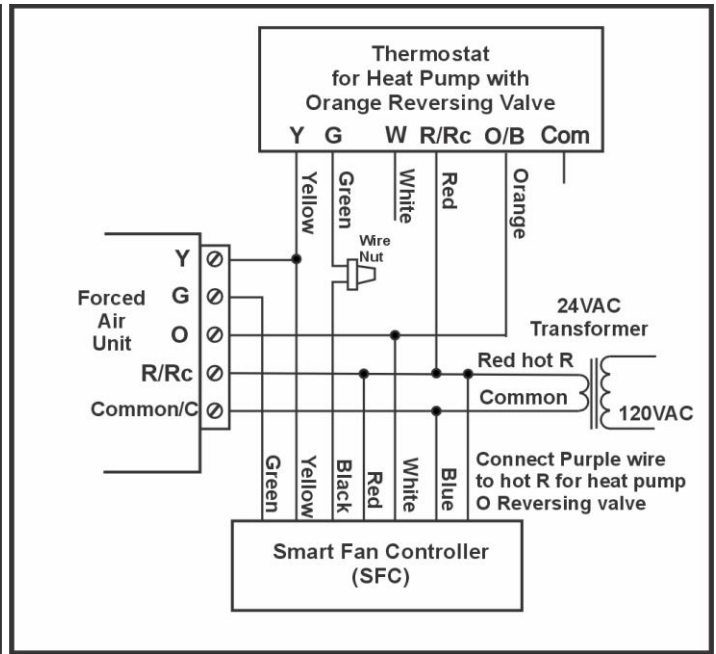 Thermostat
for Heat Pump with
Orange Reversing Valve
Y G W R/Rc O/B Com
Yellow
Green
White
Red
Orange
Wire
Nut
Forced
Air
Unit
Y
G
O
R/Rc
Common/C
24VAC
Transformer
Red hot R
Common
120VAC
Green
Yellow
Black
Red
White
Blue
Connect Purple wire
to hot R for heat pump
O Reversing valve
Smart Fan Controller
(SFC)